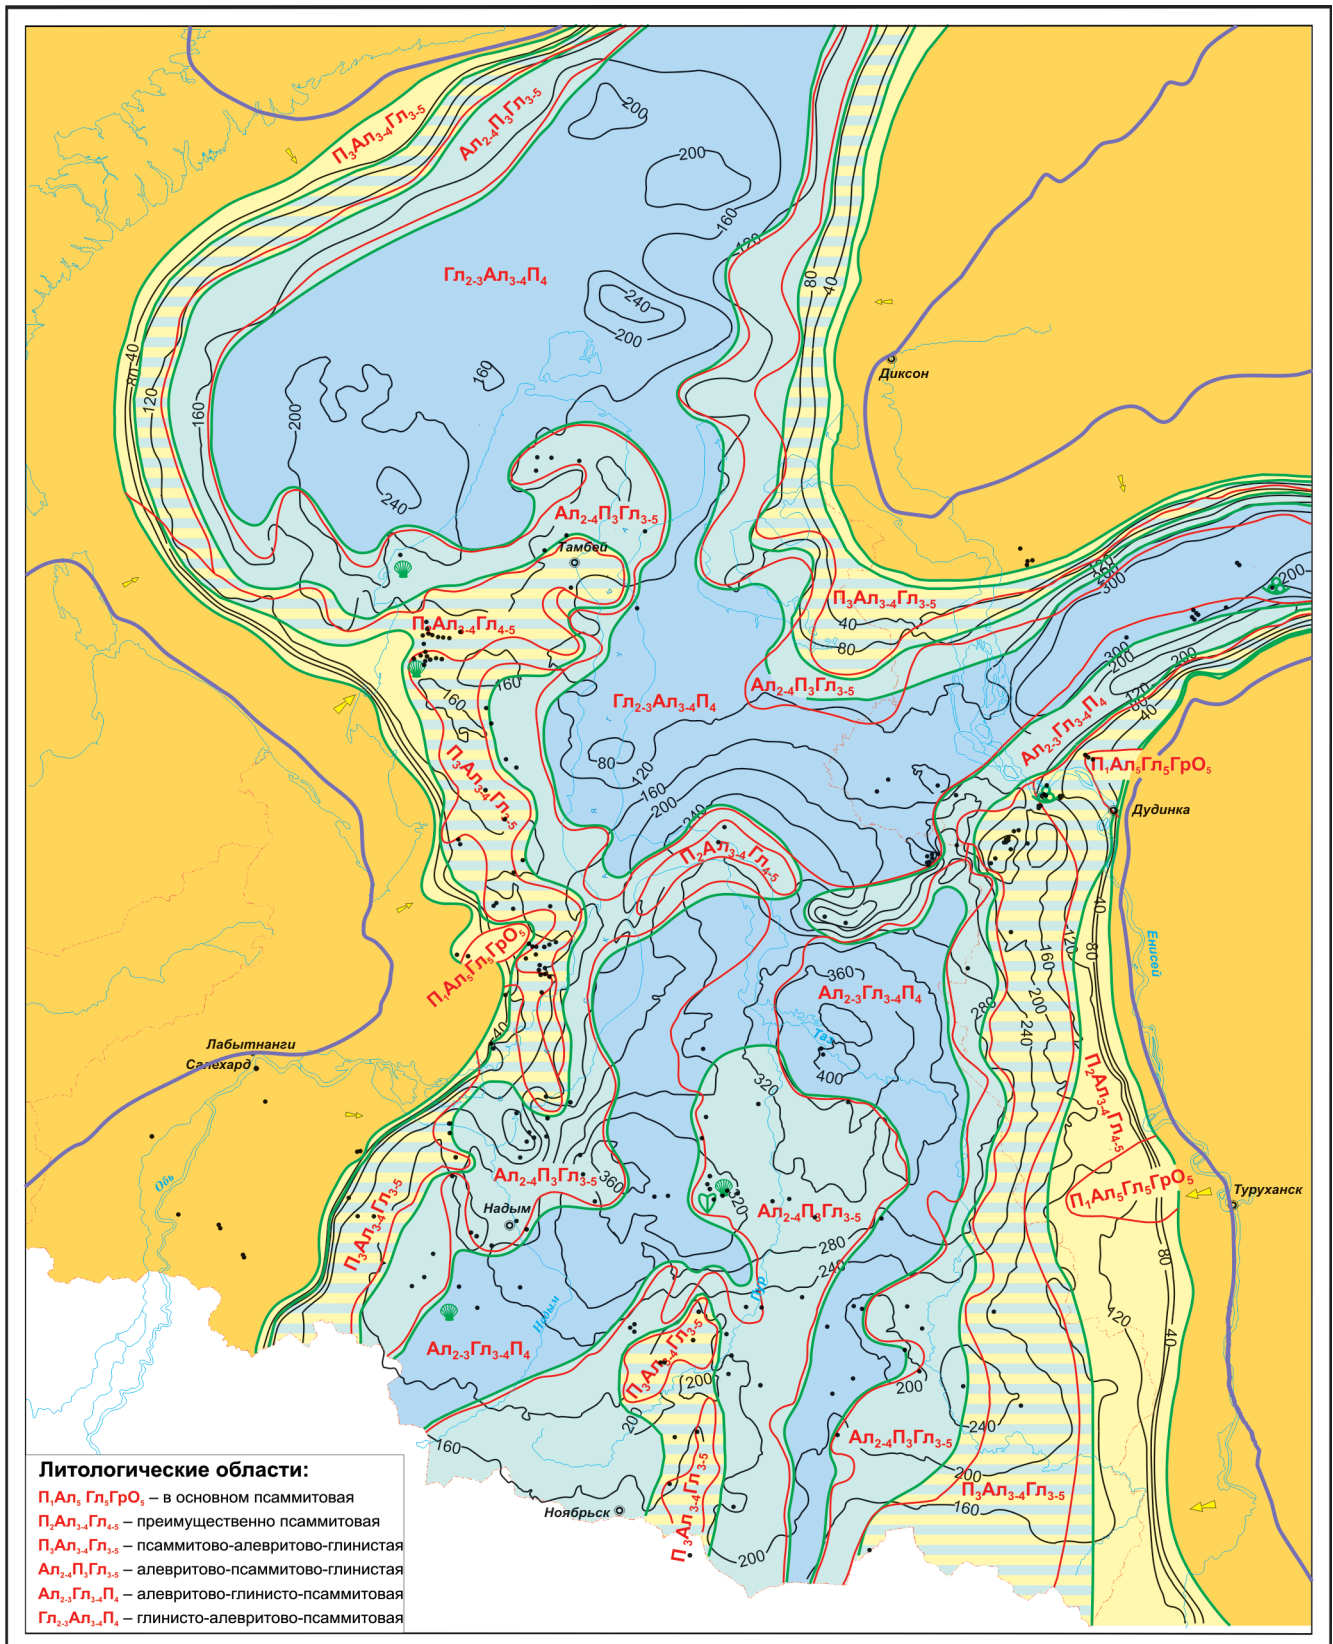 200
П₃Ал₃₋₄Гл₃₋₅
Ал₂₋₄П₃Гл₃₋₅
200
160
120
Гл₂₋₃Ал₃₋₄П₄
80
40
240
200
40
80
120
160
200
160
Диксон
240
Ал₂₋₄П₃Гл₃₋₅
Тамбей
120
300
200
П₃Ал₃₋₄Гл₃₋₅
40
80
160
160
300
200
200
Ал₂₋₄П₃Гл₃₋₅
Гл₂₋₃Ал₃₋₄П₄
120
80
40
Ал₂₋₃Гл₃₋₄П₄
80
120
160
200
240
П₃Ал₃₋₄Гл₃₋₅
П₁Ал₅Гл₅ГрО₅
Дудинка
П₂Ал₃₋₄Гл₄₋₅
40
П₁Ал₅Гл₅ГрО₅
120
80
160
Енисей
360
Ал₂₋₃Гл₃₋₄П₄
280
200
240
40
Таз
Лабытнанги
Салехард
400
320
П₂Ал₃₋₄Гл₄₋₅
Обь
Ал₂₋₄П₃Гл₃₋₅
360
П₁Ал₅Гл₅ГрО₅
Туруханск
320
Надым
Ал₂₋₄П₃Гл₃₋₅
П₃Ал₃₋₄Гл₃₋₅
280
240
80
Пур
Надым
120
40
Ал₂₋₃Гл₃₋₄П₄
П₃Ал₃₋₄Гл₃₋₅
200
200
200
240
160
Ал₂₋₄П₃Гл₃₋₅
200
П₃Ал₃₋₄Гл₃₋₅
160
П₃Ал₃₋₄Гл₃₋₅
Ноябрьск
200
Литологические области:
П₁Ал₅ Гл₅ГрО₅ – в основном псаммитовая
П₂Ал₃₋₄Гл₄₋₅ – преимущественно псаммитовая
П₃Ал₃₋₄Гл₃₋₅ – псаммитово-алевритово-глинистая
Ал₂₋₄П₃Гл₃₋₅ – алевритово-псаммитово-глинистая
Ал₂₋₃Гл₃₋₄П₄ – алевритово-глинисто-псаммитовая
Гл₂₋₃Ал₃₋₄П₄ – глинисто-алевритово-псаммитовая